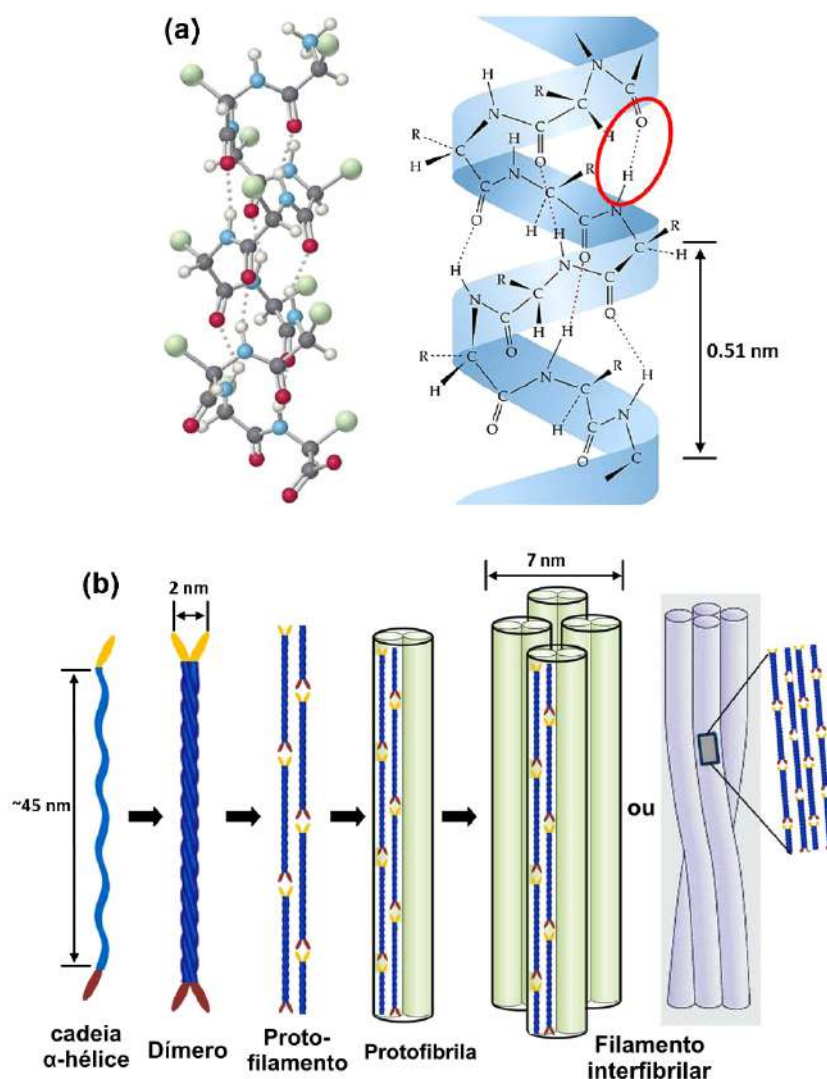 (a)
H
H
N
C
C
O
R
N
C
O
H
R
C
H
H
N
C
C
R
H
C
O
H
H
C
O
N
C
R
H
H
N
H
R
C
H
C
O
C
O
0.51 nm
R
C
H
C
O
H
N
C
R
H
C
O
H
N
C
(b)
2 nm
7 nm
~45 nm
ou
cadeia
α-hélice
Dímero
Proto-
filamento
Protofibrila
Filamento
interfibrilar